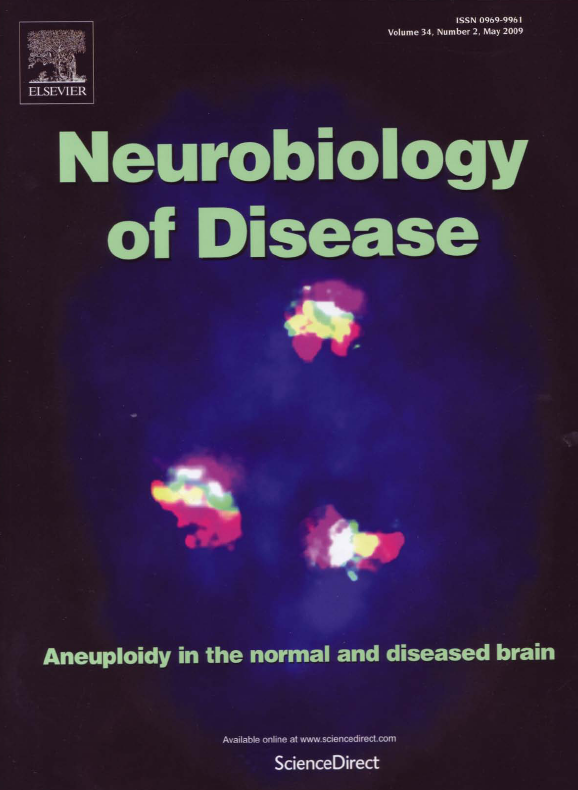 ISSN 0969-9961
Volume 34, Number 2, May 2009
ELSEVIER
Neurobiology
of Disease
Aneuploidy in the normal and diseased brain
Available online at www.sciencedirect.com
ScienceDirect